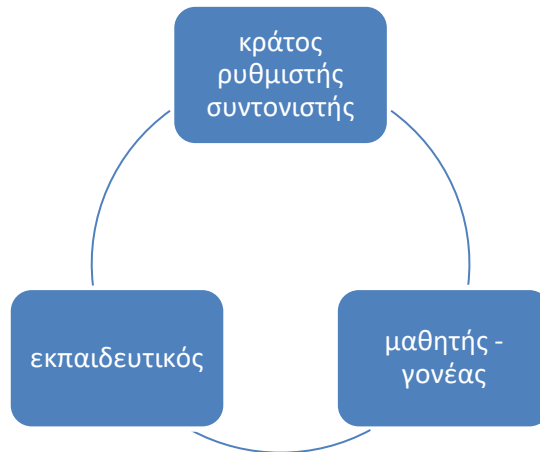 κράτος
ρυθμιστής
συντονιστής
εκπαιδευτικός
μαθητής -
γονέας